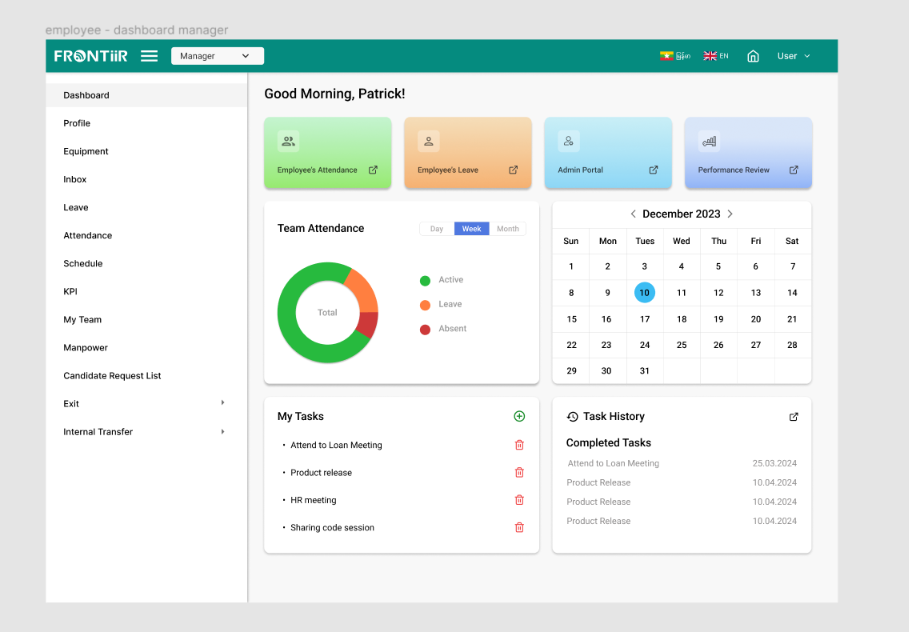 employee - dashboard manager
FRONTiiR
Manager
EN
User
Dashboard
Profile
Equipment
Inbox
Leave
Attendance
Schedule
KPI
My Team
Manpower
Candidate Request List
Exit
Internal Transfer
Good Morning, Patrick!
Employee's Attendance
Employee's Leave
Admin Portal
Performance Review
Team Attendance
Day Week Month
Total
Active
Leave
Absent
December 2023
Sun Mon Tues Wed Thu Fri Sat
1 2 3 4 5 6 7
8 9 10 11 12 13 14
15 16 17 18 19 20 21
22 23 24 25 26 27 28
29 30 31
My Tasks
• Attend to Loan Meeting
• Product release
• HR meeting
• Sharing code session
Task History
Completed Tasks
Attend to Loan Meeting 25.03.2024
Product Release 10.04.2024
Product Release 10.04.2024
Product Release 10.04.2024